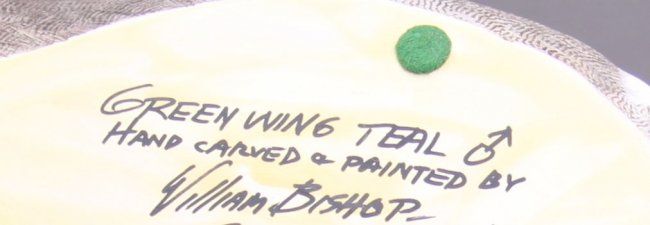 GREEN WING TEAL ♂
HAND CARVED & PAINTED BY
William BISHOP